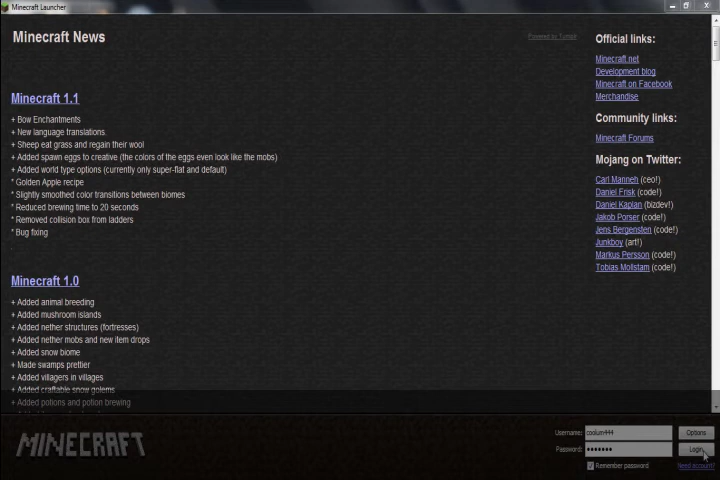 Minecraft Launcher
Minecraft News
Powered by Tumblr
Minecraft 1.1
+ Bow Enchantments
+ New language translations
+ Sheep eat grass and regain their wool
+ Added spawn eggs to creative (the colors of the eggs even look like the mobs)
+ Added world type options (currently only super-flat and default)
* Golden Apple recipe
* Slightly smoothed color transitions between biomes
* Reduced brewing time to 20 seconds
* Removed collision box from ladders
* Bug fixing
Minecraft 1.0
+ Added animal breeding
+ Added mushroom islands
+ Added nether structures (fortresses)
+ Added nether mobs and new item drops
+ Added snow biome
+ Made swamps prettier
+ Added villagers in villages
+ Added craftable snow golems
+ Added potions and potion brewing
Official links:
Minecraft.net
Development blog
Minecraft on Facebook
Merchandise
Community links:
Minecraft Forums
Mojang on Twitter:
Carl Manneh (ceo!)
Daniel Frisk (code!)
Daniel Kaplan (bizdev!)
Jakob Porser (code!)
Jens Bergensten (code!)
Junkboy (art!)
Markus Persson (code!)
Tobias Mollstam (code!)
MINECRAFT
Username:
Options
Password:
Login
Remember password
Need account?